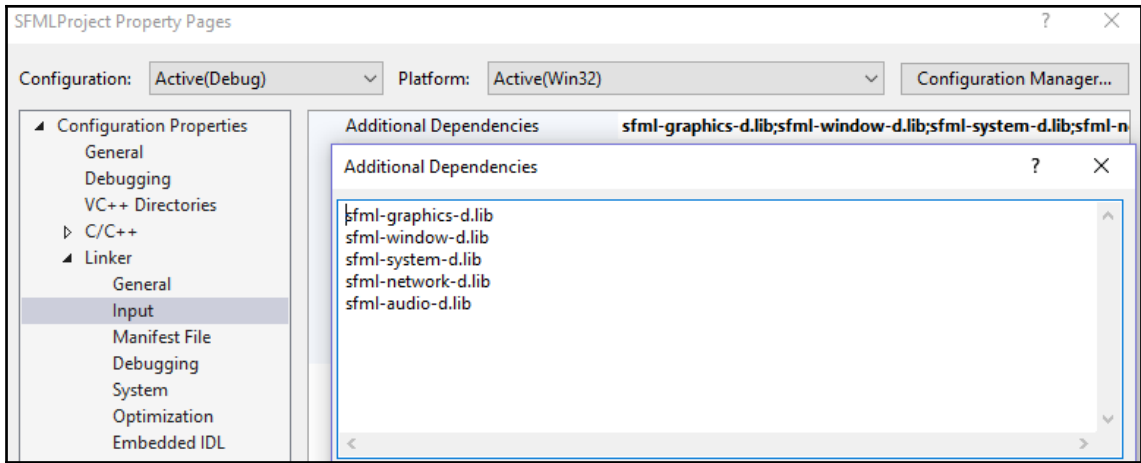 SFMLProject Property Pages ? ×
Configuration: Active(Debug) Platform: Active(Win32) Configuration Manager...
Configuration Properties
General
Debugging
VC++ Directories
C/C++
Linker
General
Input
Manifest File
Debugging
System
Optimization
Embedded IDL
Additional Dependencies sfml-graphics-d.lib;sfml-window-d.lib;sfml-system-d.lib;sfml-n
Additional Dependencies ? ×
sfml-graphics-d.lib
sfml-window-d.lib
sfml-system-d.lib
sfml-network-d.lib
sfml-audio-d.lib